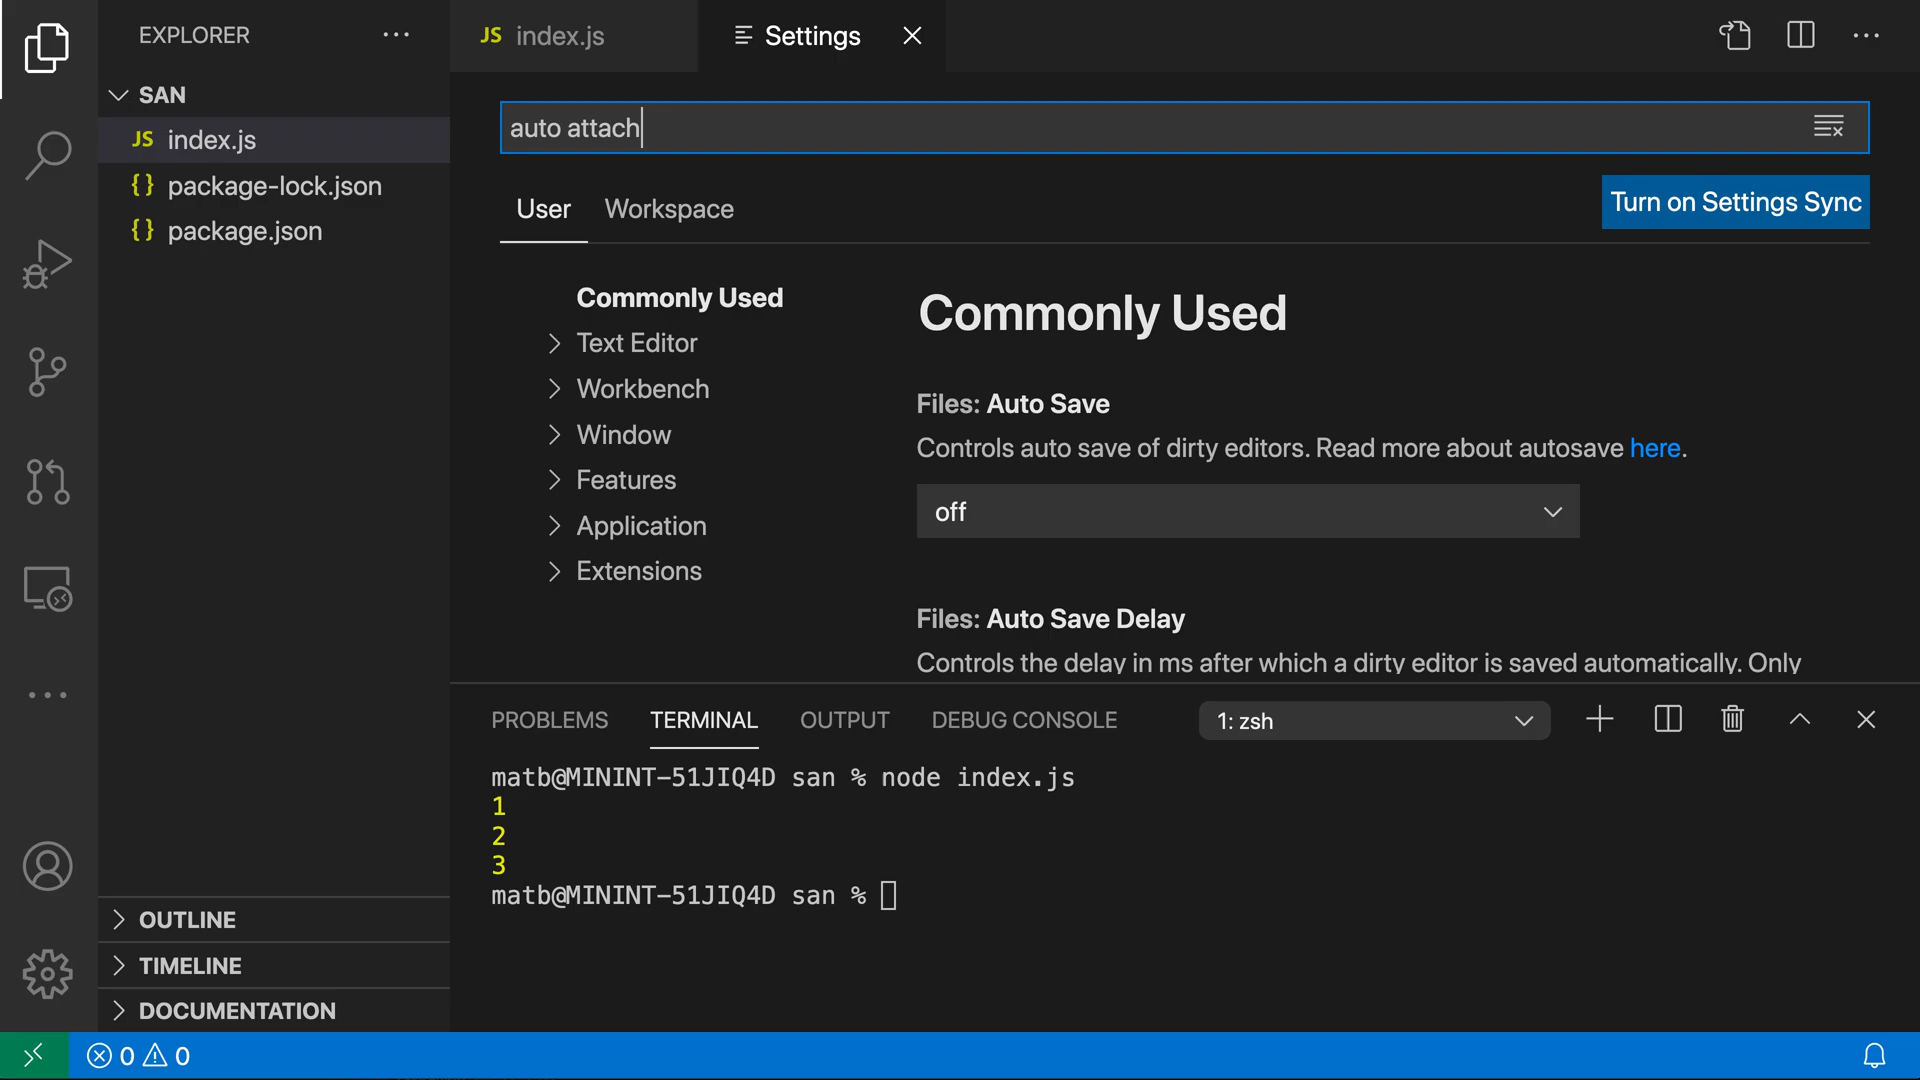 EXPLORER
SAN
JS index.js
{} package-lock.json
{} package.json
OUTLINE
TIMELINE
DOCUMENTATION
JS index.js
Settings
auto attach
User
Workspace
Turn on Settings Sync
Commonly Used
Text Editor
Workbench
Window
Features
Application
Extensions
Commonly Used
Files: Auto Save
Controls auto save of dirty editors. Read more about autosave here.
off
Files: Auto Save Delay
Controls the delay in ms after which a dirty editor is saved automatically. Only
PROBLEMS
TERMINAL
OUTPUT
DEBUG CONSOLE
1: zsh
matb@MININT-51JIQ4D san % node index.js
1
2
3
matb@MININT-51JIQ4D san %
0 0